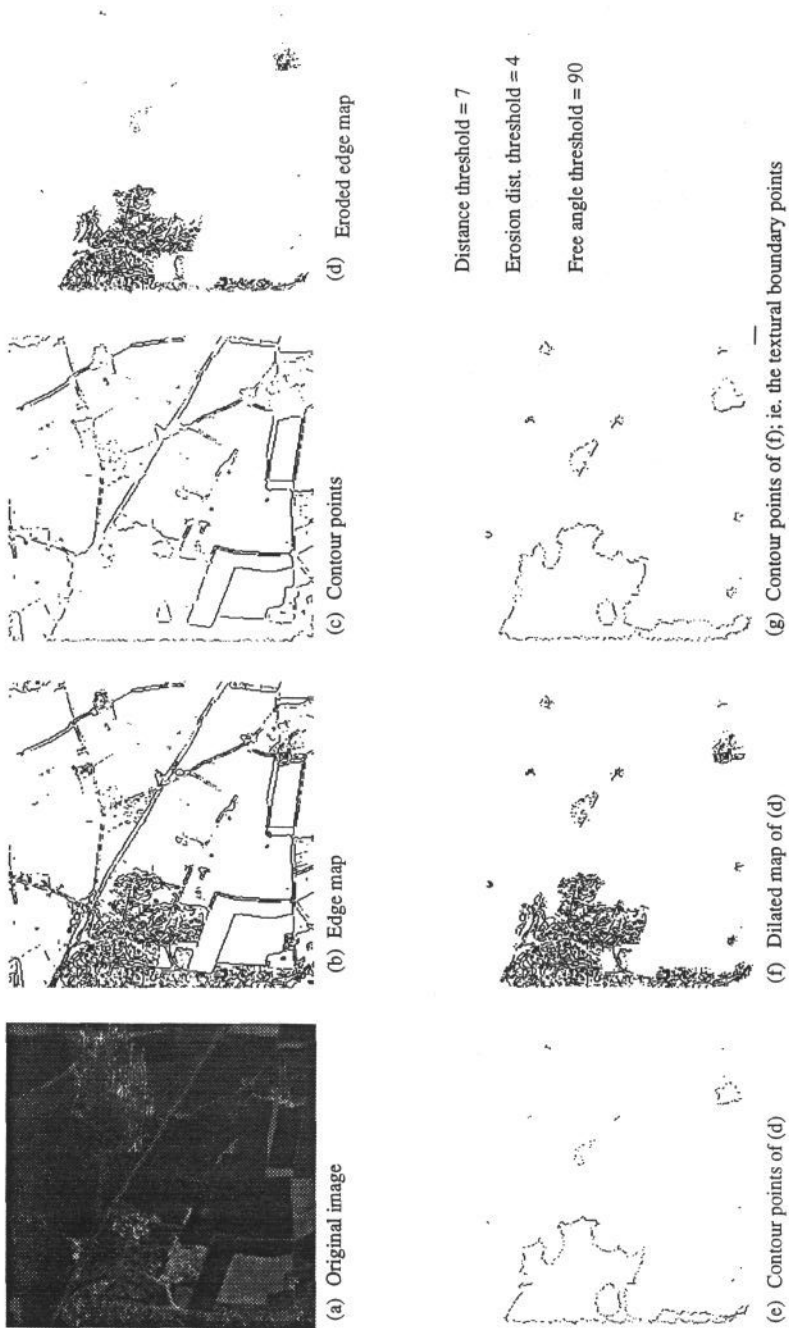 (a) Original image
(b) Edge map
(c) Contour points
(d) Eroded edge map
(e) Contour points of (d)
(f) Dilated map of (d)
(g) Contour points of (f); ie. the textural boundary points
Distance threshold = 7
Erosion dist. threshold = 4
Free angle threshold = 90